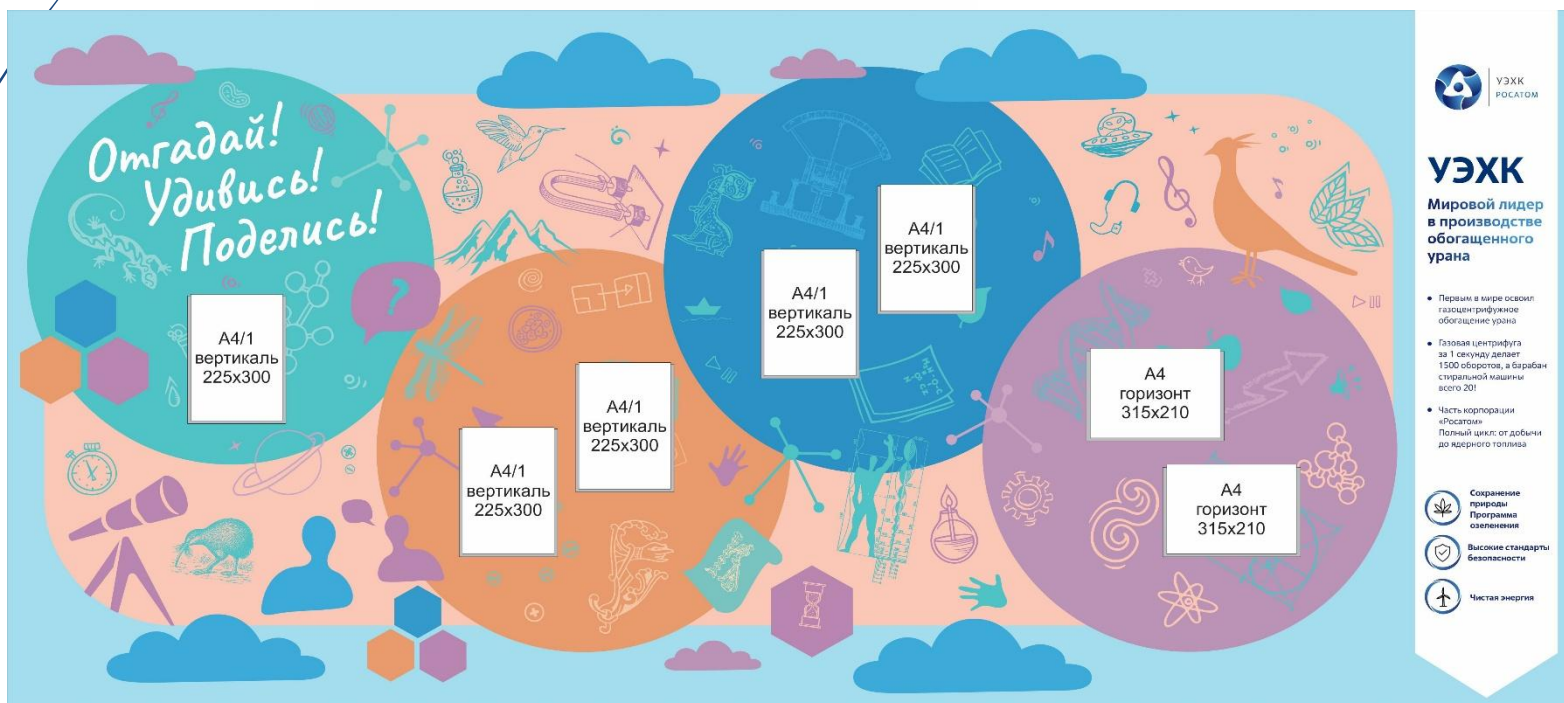 Отгадай!
Удивись!
Поделись!
?
А4/1
вертикаль
225х300
А4/1
вертикаль
225х300
А4/1
вертикаль
225х300
А4/1
вертикаль
225х300
А4/1
вертикаль
225х300
А4
горизонт
315х210
А4
горизонт
315х210
УЭХК
РОСАТОМ
УЭХК
Мировой лидер
в производстве
обогащенного
урана
Первым в мире освоил
газоцентрифужное
обогащение урана
Газовая центрифуга
за 1 секунду делает
1500 оборотов, а барабан
стиральной машины
всего 20!
Часть корпорации
«Росатом»
Полный цикл: от добычи
до ядерного топлива
Сохранение
природы
Программа
озеленения
Высокие стандарты
безопасности
Чистая энергия